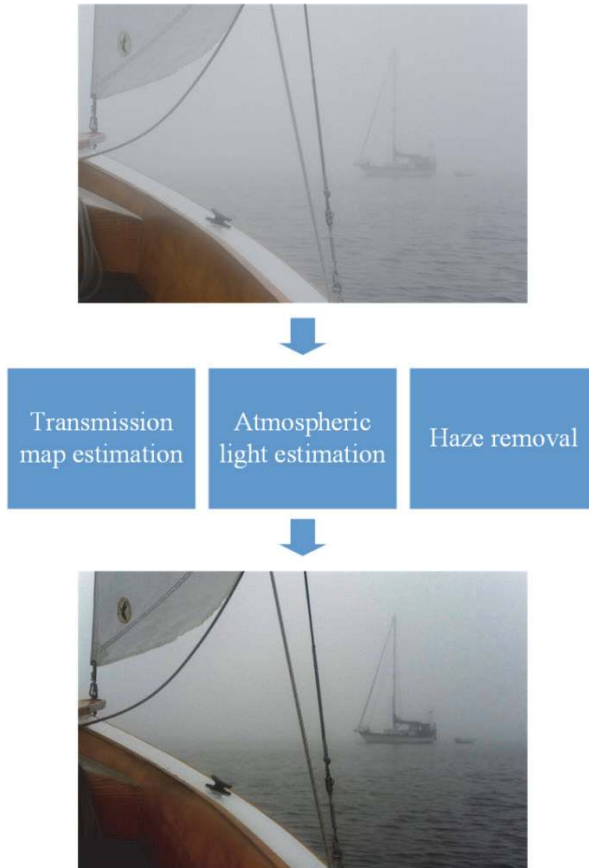 Transmission
map estimation
Atmospheric
light estimation
Haze removal